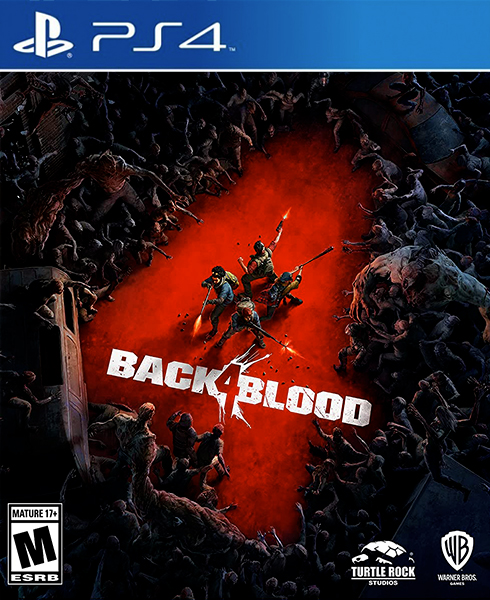 PS4
BACK4BLOOD
MATURE 17+
M
ESRB
TURTLE ROCK
STUDIOS
WB
WARNER BROS.
GAMES